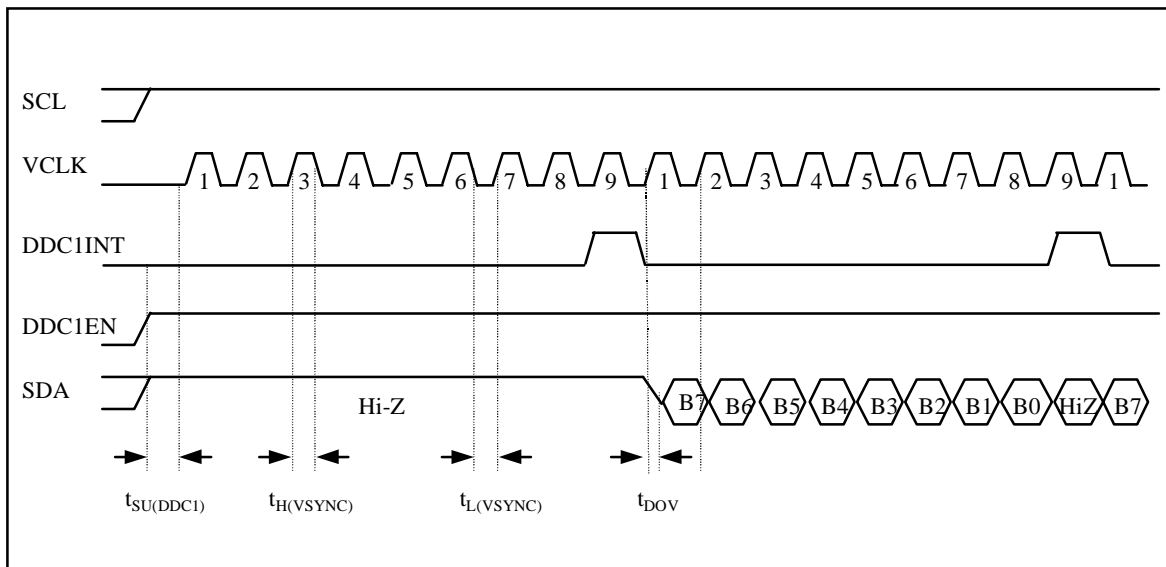 SCL
VCLK
1 2 3 4 5 6 7 8 9 1 2 3 4 5 6 7 8 9 1
DDC1INT
DDC1EN
SDA
Hi-Z
B7 B6 B5 B4 B3 B2 B1 B0 HiZ B7
tSU(DDC1) tH(VSYNC) tL(VSYNC) tDOV